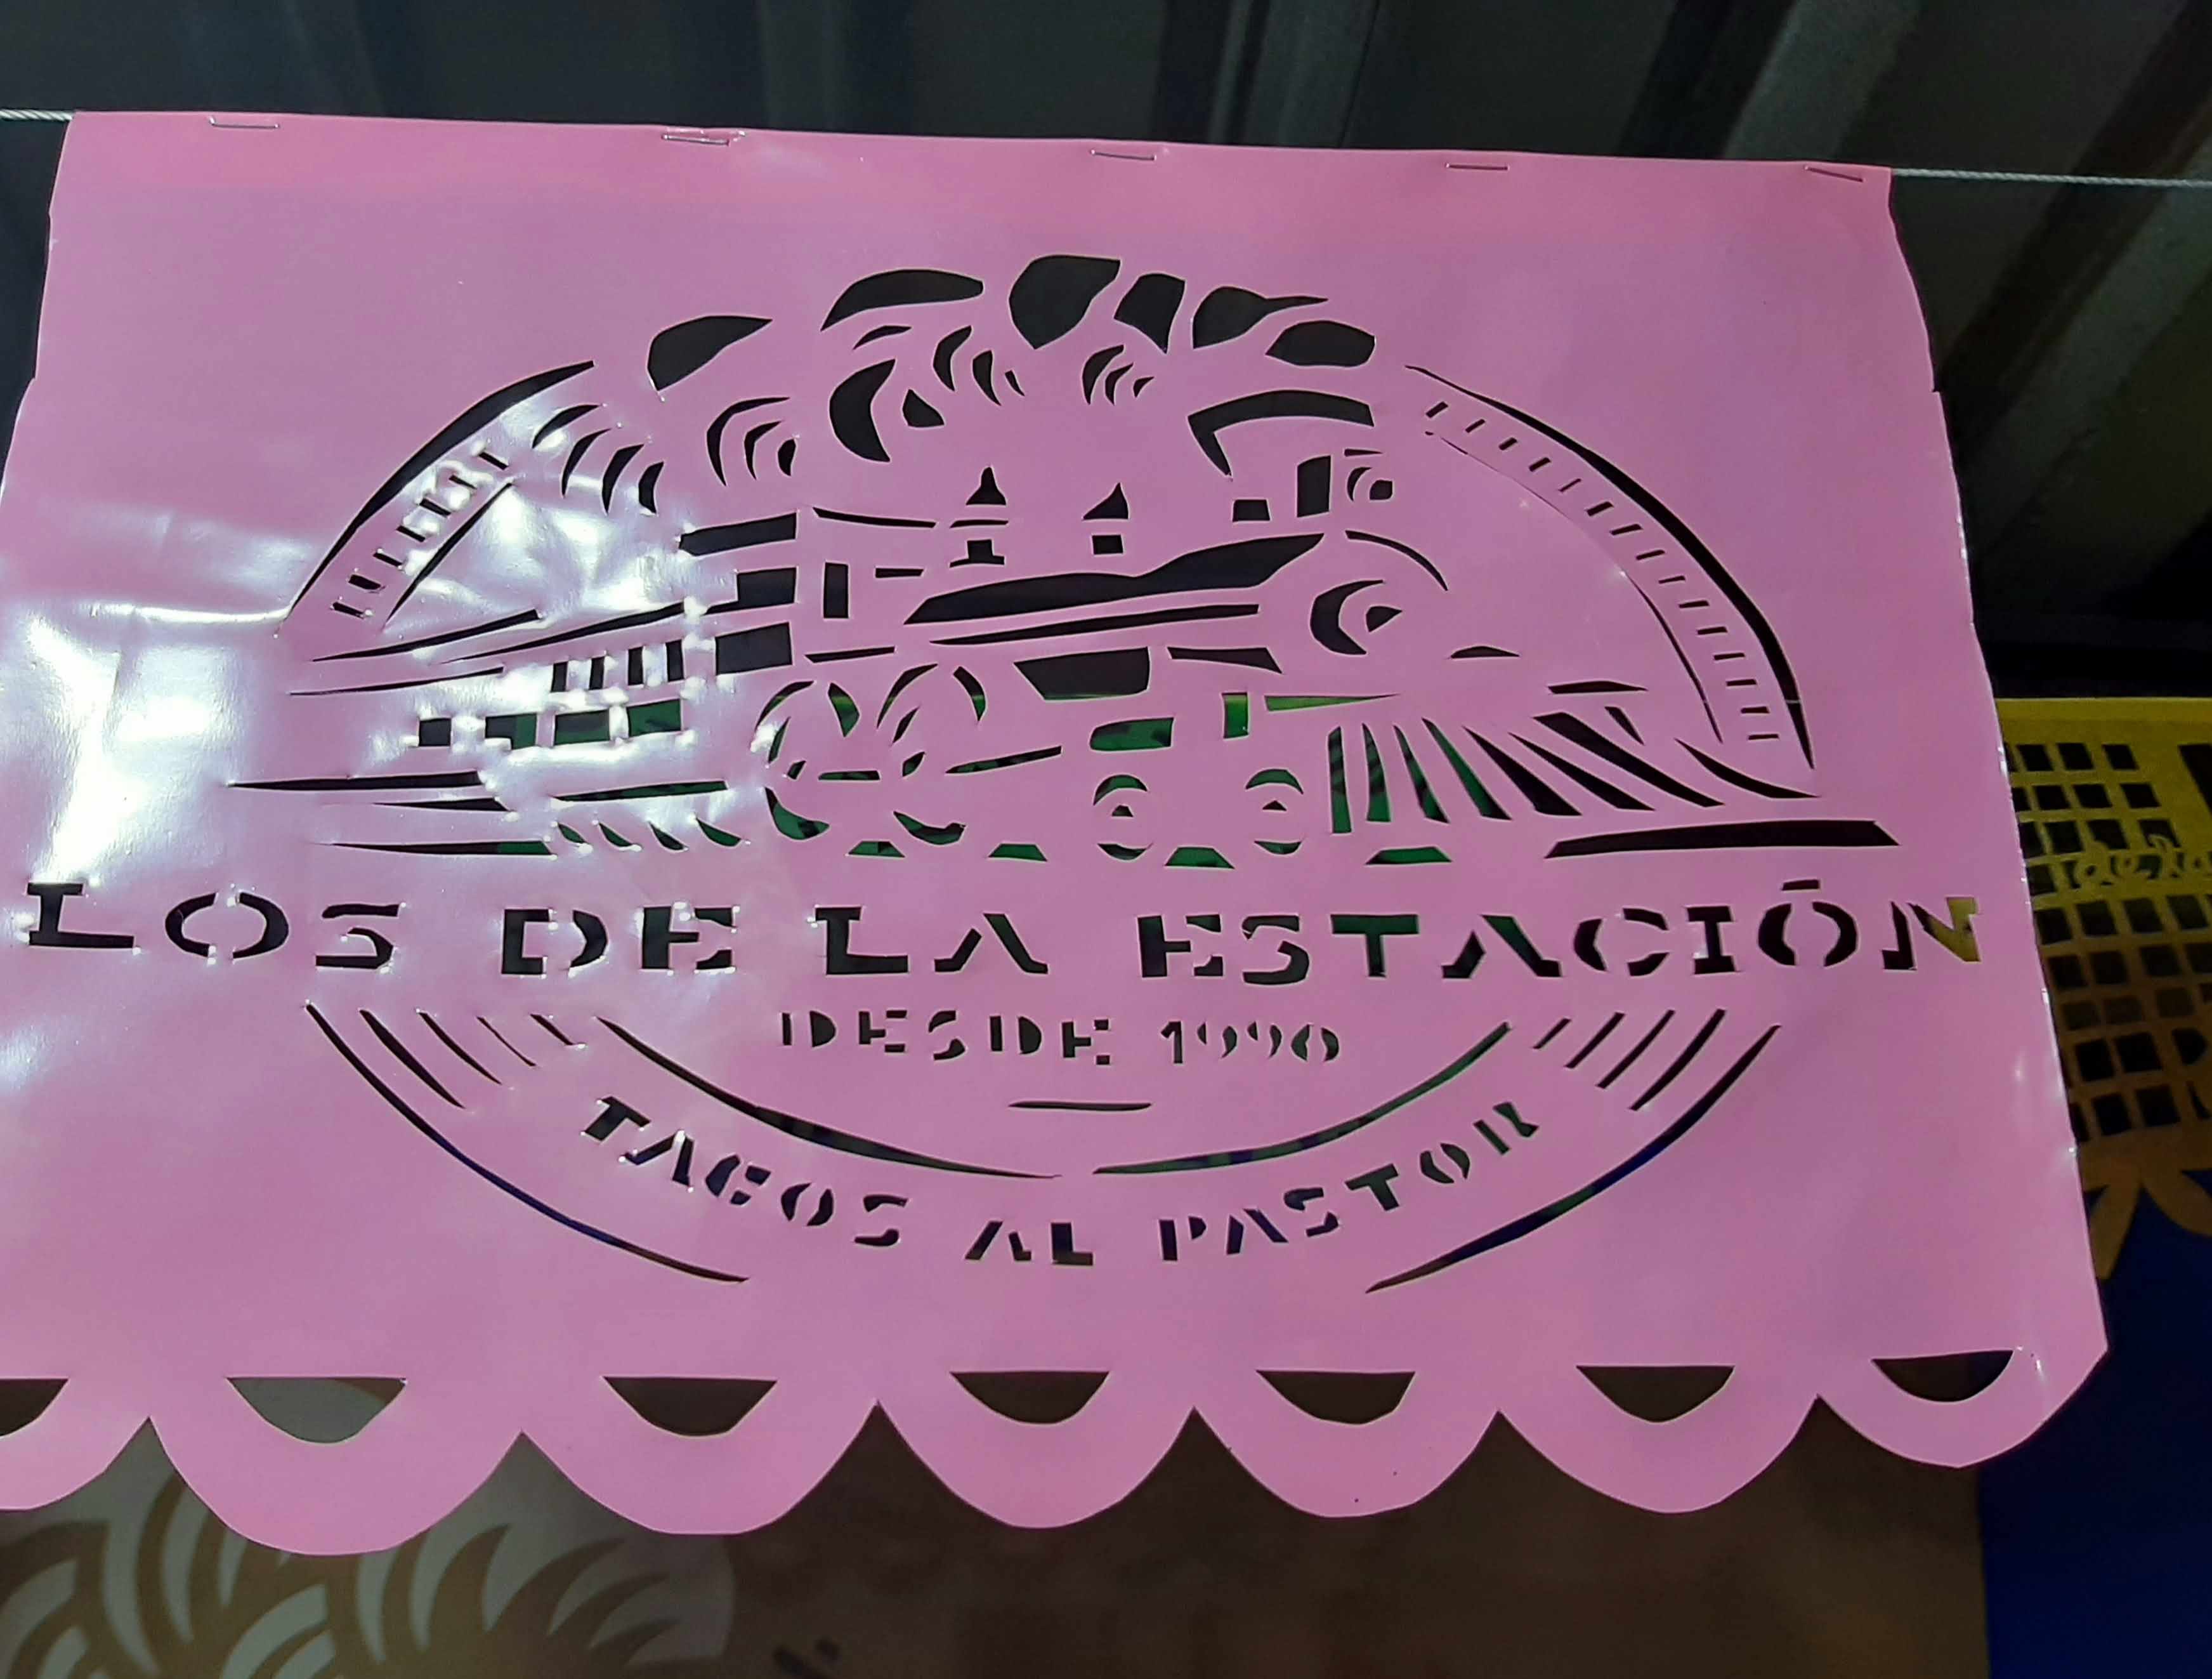 LOS DE LA ESTACIÓN
DESDE 1990
TACOS AL PASTOR